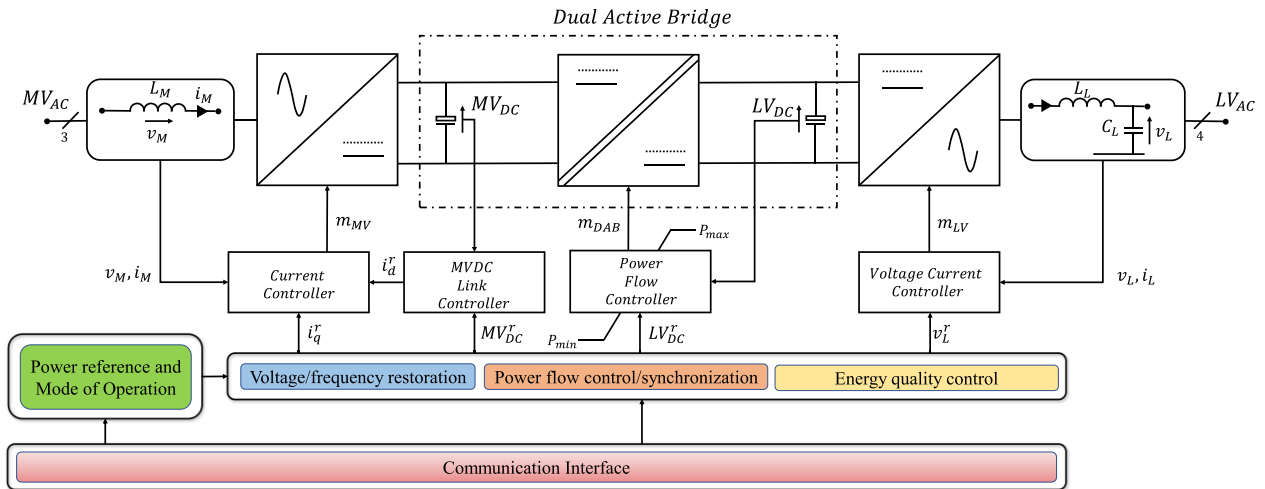 Dual Active Bridge
MV_AC
3
L_M
i_M
v_M
MV_DC
LV_DC
L_L
C_L
v_L
LV_AC
4
m_MV
m_DAB
P_max
m_LV
v_M, i_M
Current
Controller
i_d^r
MVDC
Link
Controller
Power
Flow
Controller
Voltage Current
Controller
v_L, i_L
i_q^r
MV_DC^r
P_min
LV_DC^r
v_L^r
Power reference and
Mode of Operation
Voltage/frequency restoration
Power flow control/synchronization
Energy quality control
Communication Interface